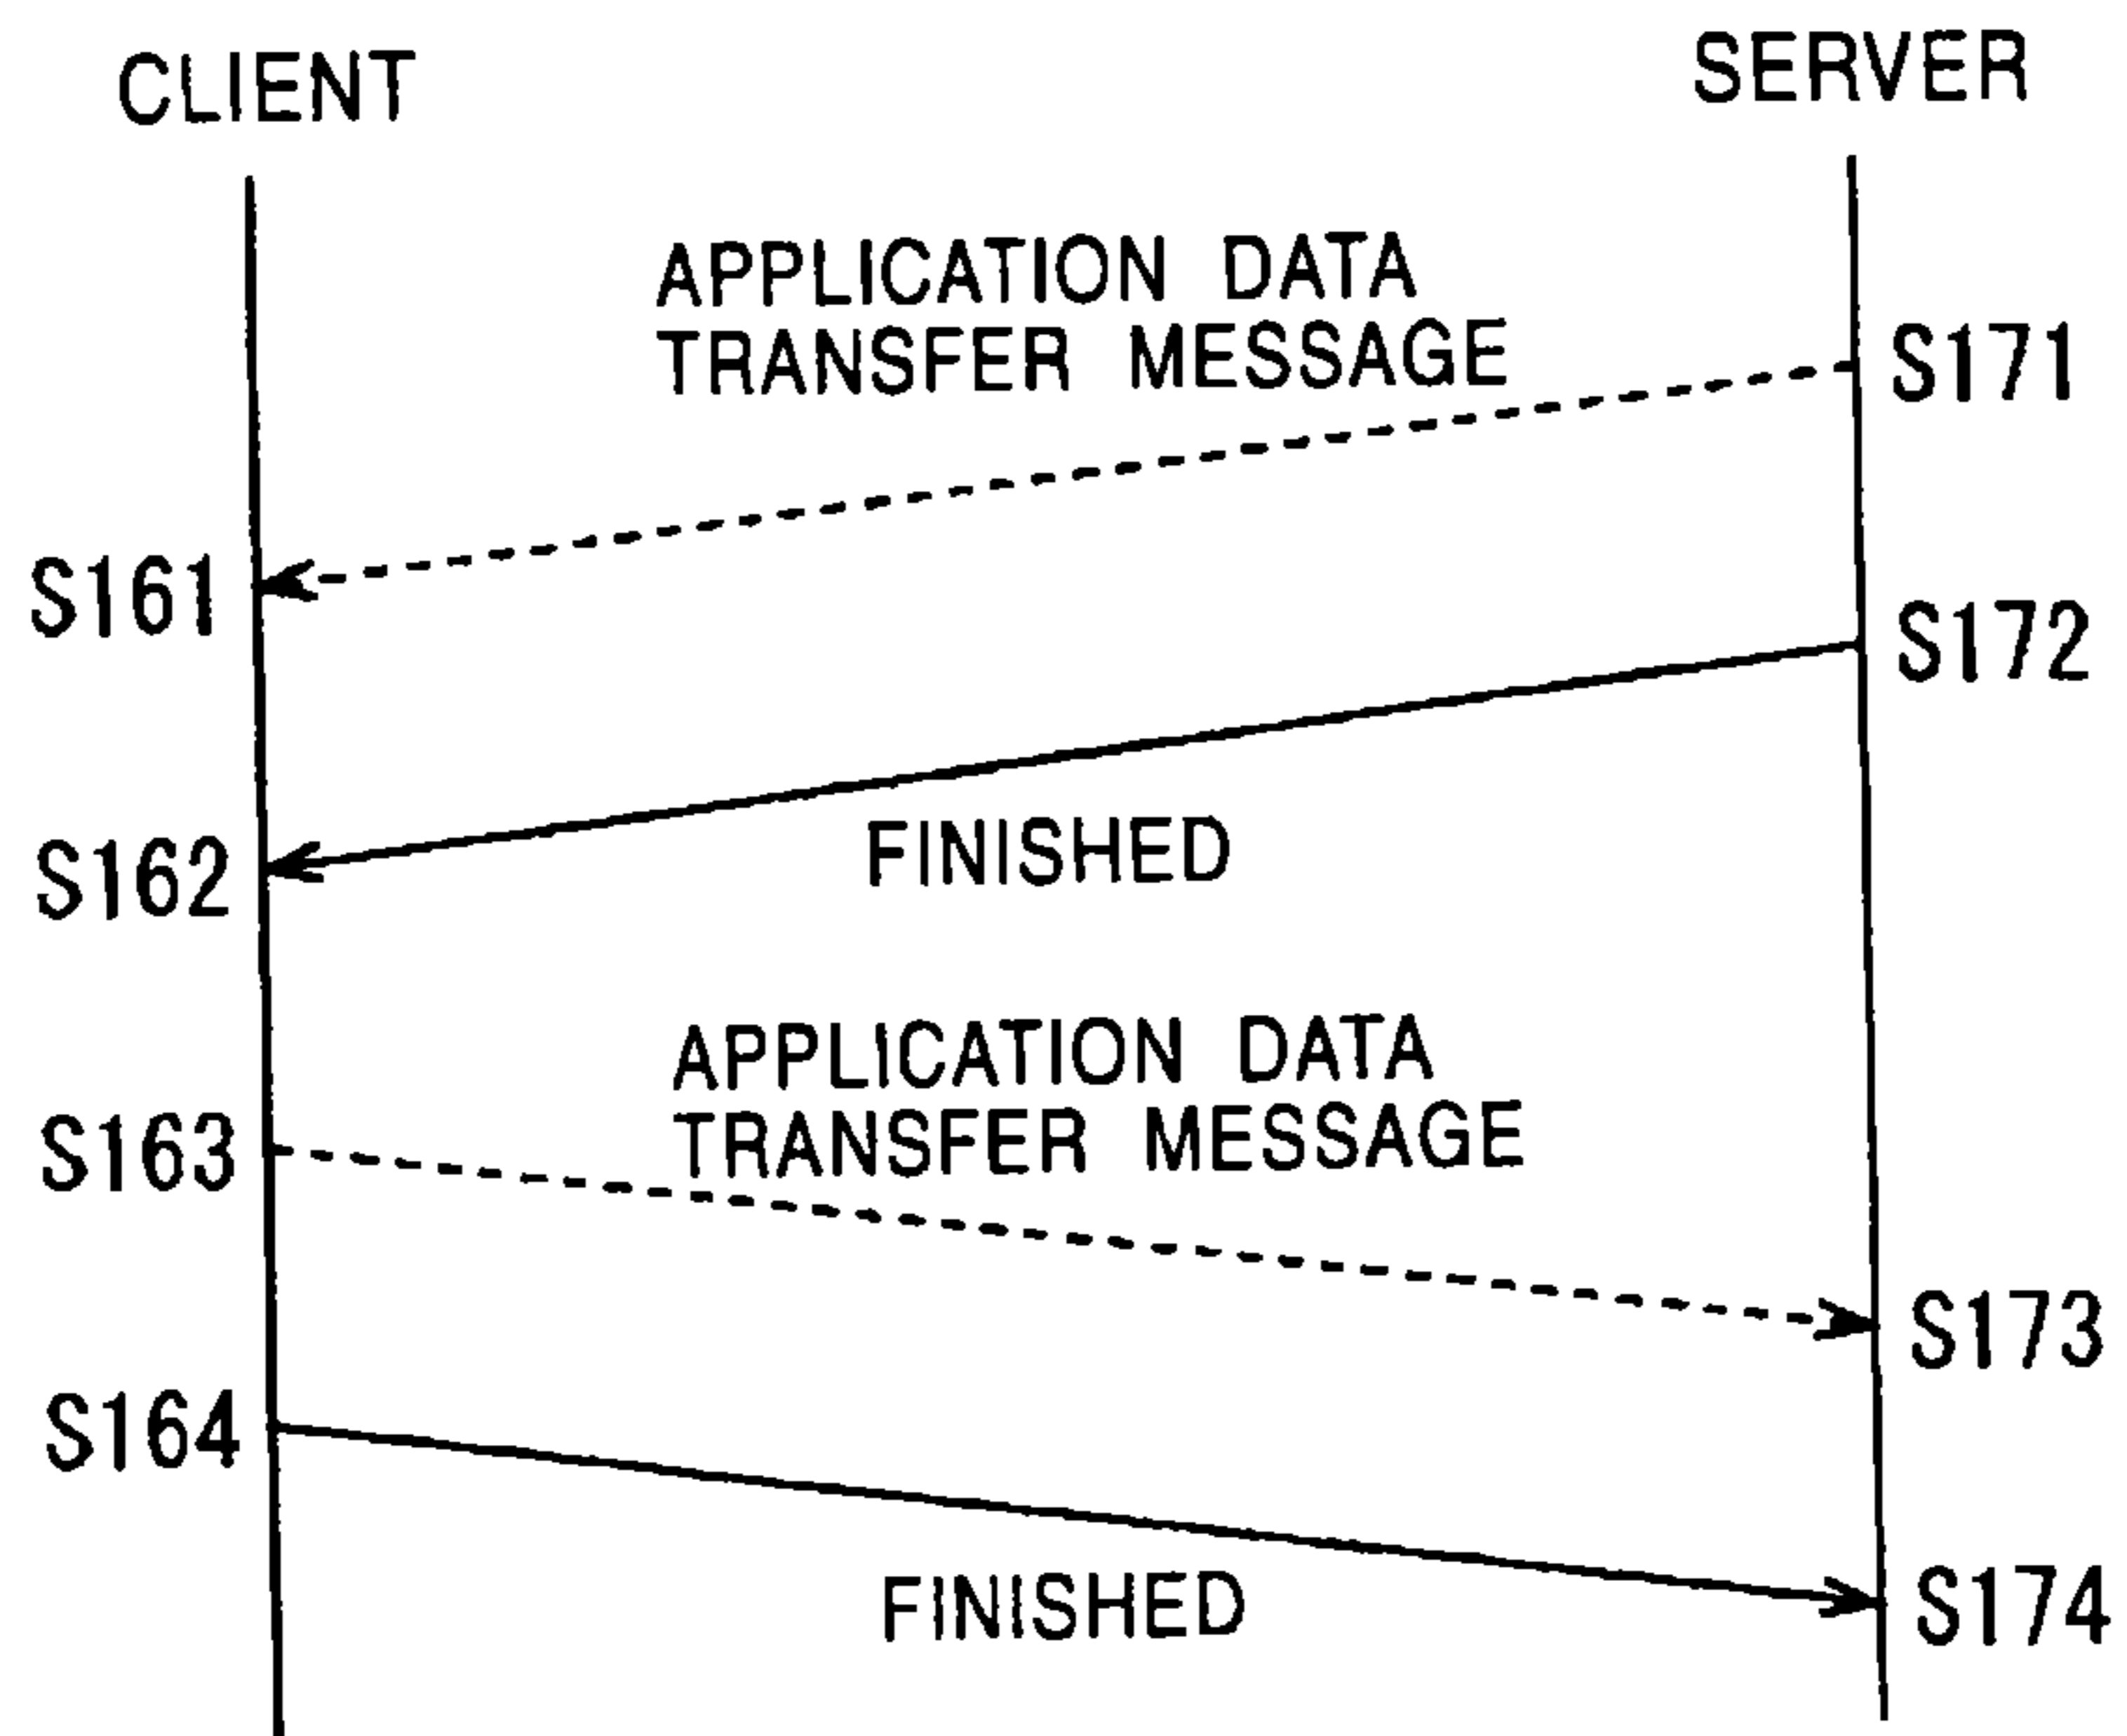 CLIENT
SERVER
APPLICATION DATA
TRANSFER MESSAGE
S171
S161
S172
FINISHED
S162
APPLICATION DATA
TRANSFER MESSAGE
S163
S173
S164
FINISHED
S174